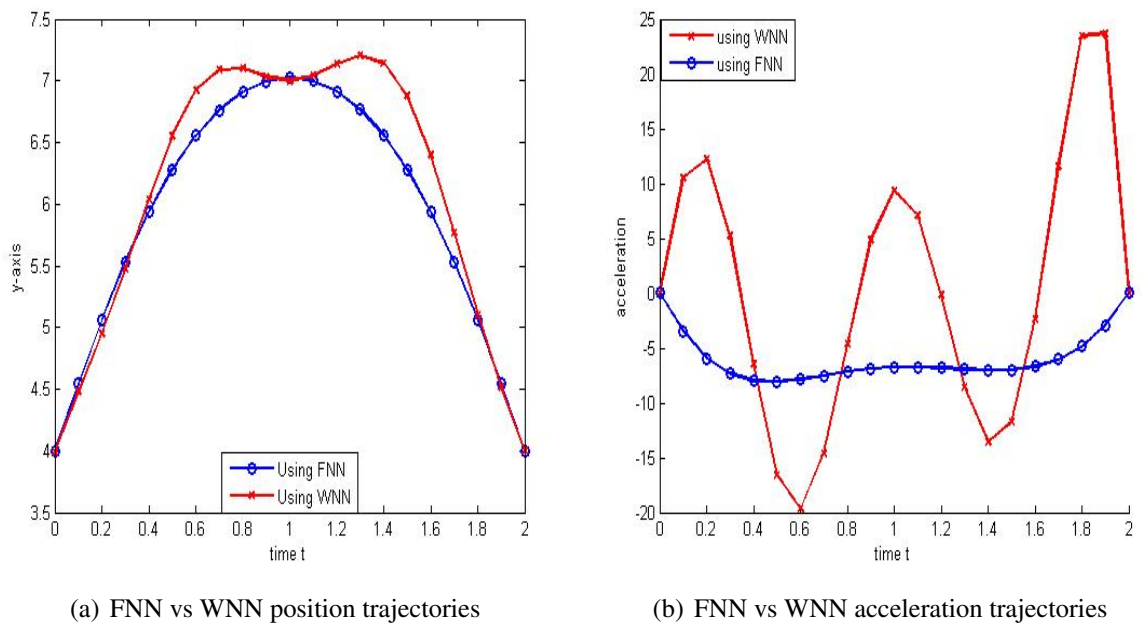 7.5
7
6.5
6
5.5
5
4.5
4
3.5
y-axis
Using FNN
Using WNN
0 0.2 0.4 0.6 0.8 1 1.2 1.4 1.6 1.8 2
time t
(a) FNN vs WNN position trajectories
25
20
15
10
5
0
-5
-10
-15
-20
acceleration
using WNN
using FNN
0 0.2 0.4 0.6 0.8 1 1.2 1.4 1.6 1.8 2
time t
(b) FNN vs WNN acceleration trajectories